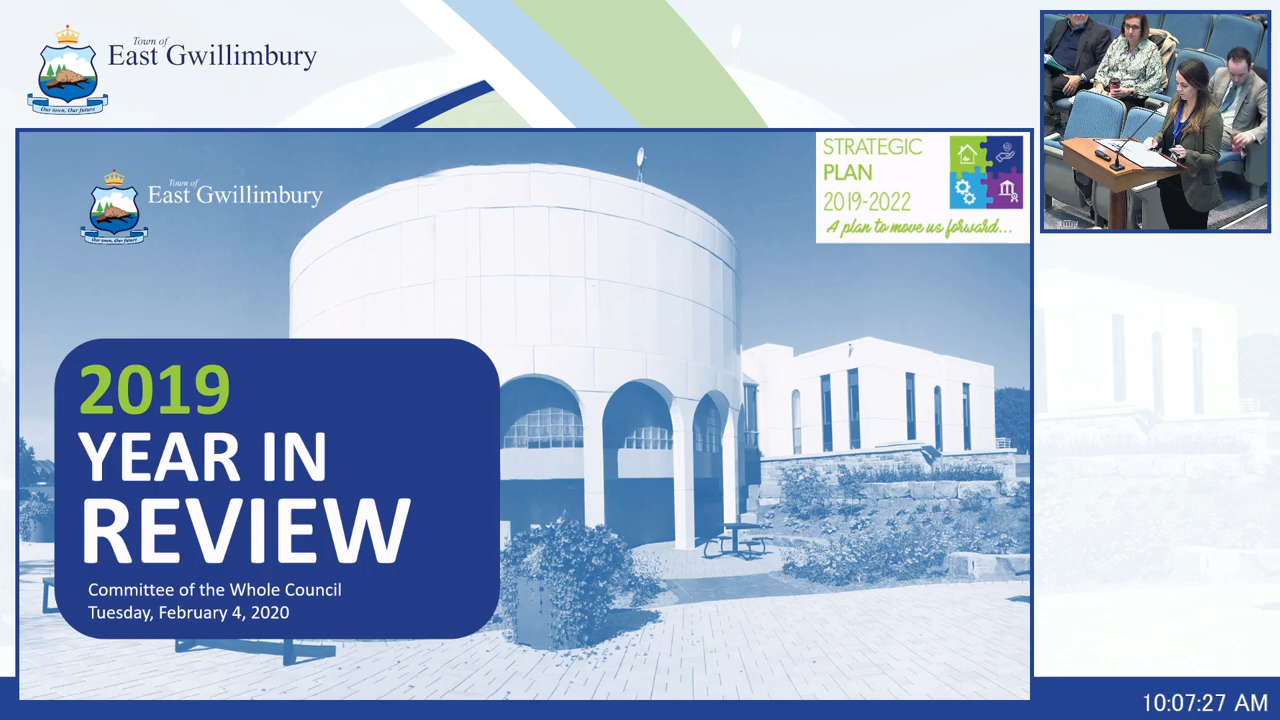 Town of
East Gwillimbury
Our town, Our future
Town of
East Gwillimbury
Our town, Our future
STRATEGIC
PLAN
2019-2022
A plan to move us forward...
2019
YEAR IN
REVIEW
Committee of the Whole Council
Tuesday, February 4, 2020
10:07:27 AM